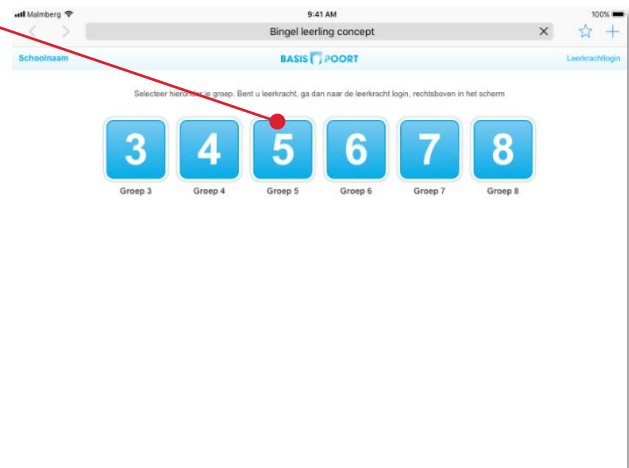 Malmberg 9:41 AM 100%
Bingel leerling concept
Schoolnaam BASIS POORT Leerkrachtlogin
Selecteer hieronder je groep. Bent u leerkracht, ga dan naar de leerkracht login, rechtsboven in het scherm
3 4 5 6 7 8
Groep 3 Groep 4 Groep 5 Groep 6 Groep 7 Groep 8